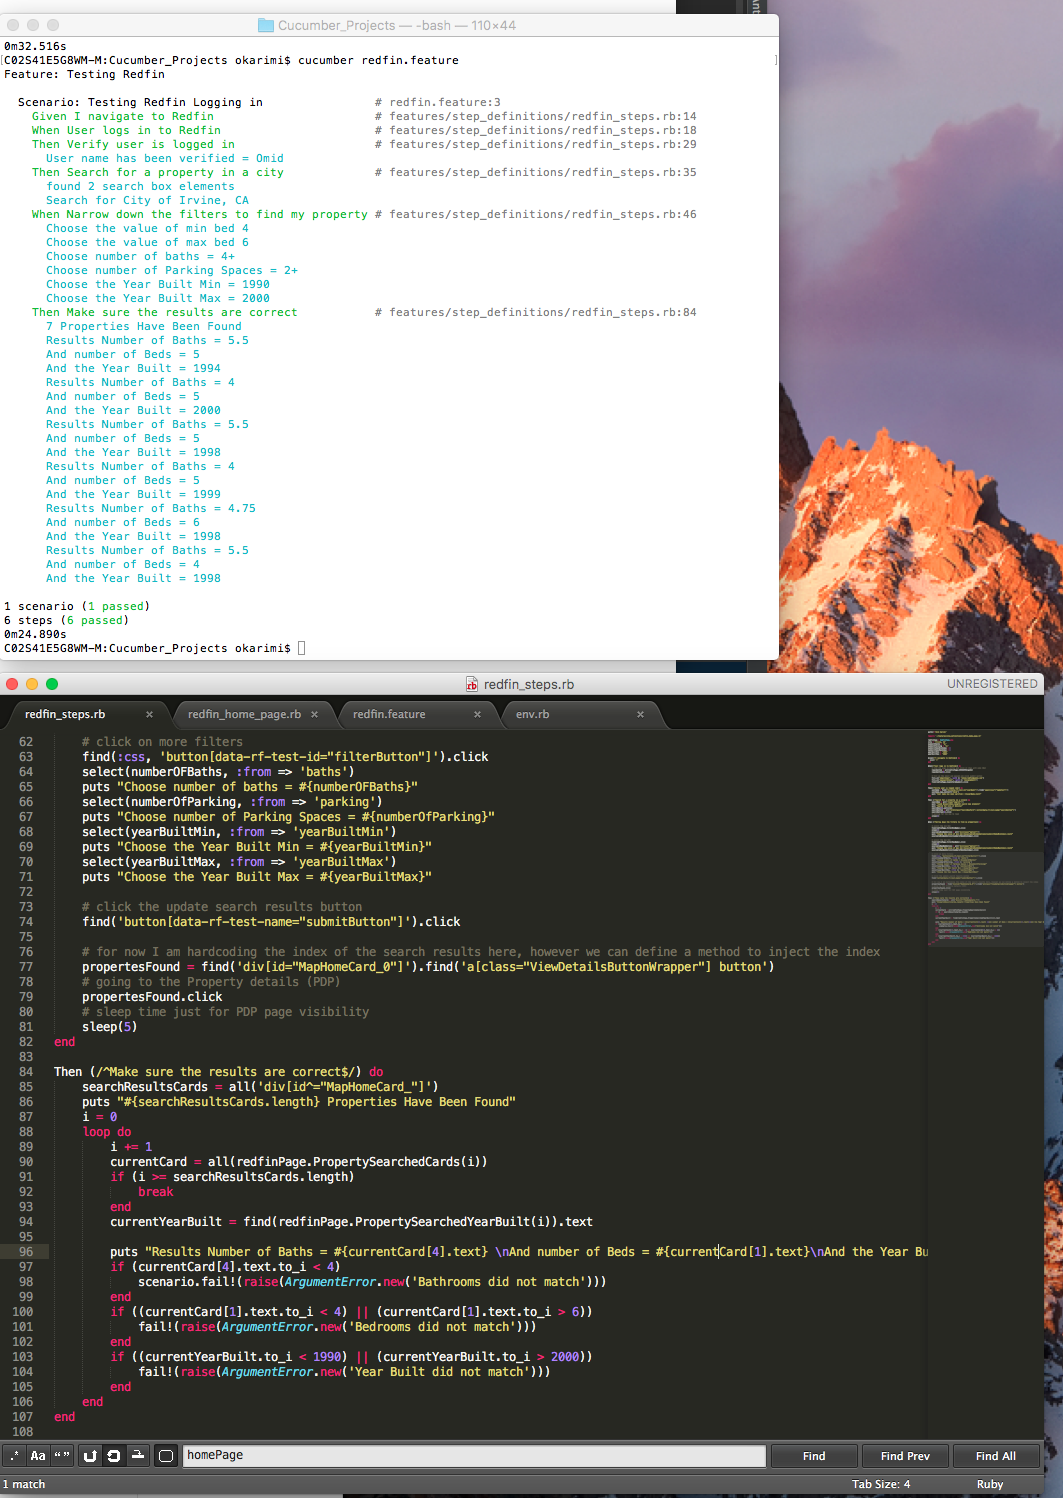 Cucumber_Projects — -bash — 110×44
0m32.516s
C02S41E5G8WM-M:Cucumber_Projects okarimi$ cucumber redfin.feature
Feature: Testing Redfin
Scenario: Testing Redfin Logging in # redfin.feature:3
Given I navigate to Redfin # features/step_definitions/redfin_steps.rb:14
When User logs in to Redfin # features/step_definitions/redfin_steps.rb:18
Then Verify user is logged in # features/step_definitions/redfin_steps.rb:29
User name has been verified = Omid
Then Search for a property in a city # features/step_definitions/redfin_steps.rb:35
found 2 search box elements
Search for City of Irvine, CA
When Narrow down the filters to find my property # features/step_definitions/redfin_steps.rb:46
Choose the value of min bed 4
Choose the value of max bed 6
Choose number of baths = 4+
Choose number of Parking Spaces = 2+
Choose the Year Built Min = 1990
Choose the Year Built Max = 2000
Then Make sure the results are correct # features/step_definitions/redfin_steps.rb:84
7 Properties Have Been Found
Results Number of Baths = 5.5
And number of Beds = 5
And the Year Built = 1994
Results Number of Baths = 4
And number of Beds = 5
And the Year Built = 2000
Results Number of Baths = 5.5
And number of Beds = 5
And the Year Built = 1998
Results Number of Baths = 4
And number of Beds = 5
And the Year Built = 1999
Results Number of Baths = 4.75
And number of Beds = 6
And the Year Built = 1998
Results Number of Baths = 5.5
And number of Beds = 4
And the Year Built = 1998
1 scenario (1 passed)
6 steps (6 passed)
0m24.890s
C02S41E5G8WM-M:Cucumber_Projects okarimi$
redfin_steps.rb UNREGISTERED
redfin_steps.rb × redfin_home_page.rb × redfin.feature × env.rb ×
62 # click on more filters
63 find(:css, 'button[data-rf-test-id="filterButton"]').click
64 select(numberOFBaths, :from => 'baths')
65 puts "Choose number of baths = #{numberOFBaths}"
66 select(numberOfParking, :from => 'parking')
67 puts "Choose number of Parking Spaces = #{numberOfParking}"
68 select(yearBuiltMin, :from => 'yearBuiltMin')
69 puts "Choose the Year Built Min = #{yearBuiltMin}"
70 select(yearBuiltMax, :from => 'yearBuiltMax')
71 puts "Choose the Year Built Max = #{yearBuiltMax}"
72
73 # click the update search results button
74 find('button[data-rf-test-name="submitButton"]').click
75
76 # for now I am hardcoding the index of the search results here, however we can define a method to inject the index
77 propertesFound = find('div[id="MapHomeCard_0"]').find('a[class="ViewDetailsButtonWrapper"] button')
78 # going to the Property details (PDP)
79 propertesFound.click
80 # sleep time just for PDP page visibility
81 sleep(5)
82 end
83
84 Then (/^Make sure the results are correct$/) do
85 searchResultsCards = all('div[id^="MapHomeCard_"]')
86 puts "#{searchResultsCards.length} Properties Have Been Found"
87 i = 0
88 loop do
89 i += 1
90 currentCard = all(redfinPage.PropertySearchedCards(i))
91 if (i >= searchResultsCards.length)
92 break
93 end
94 currentYearBuilt = find(redfinPage.PropertySearchedYearBuilt(i)).text
95
96 puts "Results Number of Baths = #{currentCard[4].text} \nAnd number of Beds = #{currentCard[1].text}\nAnd the Year Bu
97 if (currentCard[4].text.to_i < 4)
98 scenario.fail!(raise(ArgumentError.new('Bathrooms did not match')))
99 end
100 if ((currentCard[1].text.to_i < 4) || (currentCard[1].text.to_i > 6))
101 fail!(raise(ArgumentError.new('Bedrooms did not match')))
102 end
103 if ((currentYearBuilt.to_i < 1990) || (currentYearBuilt.to_i > 2000))
104 fail!(raise(ArgumentError.new('Year Built did not match')))
105 end
106 end
107 end
108
.* Aa “ ” homePage Find Find Prev Find All
1 match Tab Size: 4 Ruby